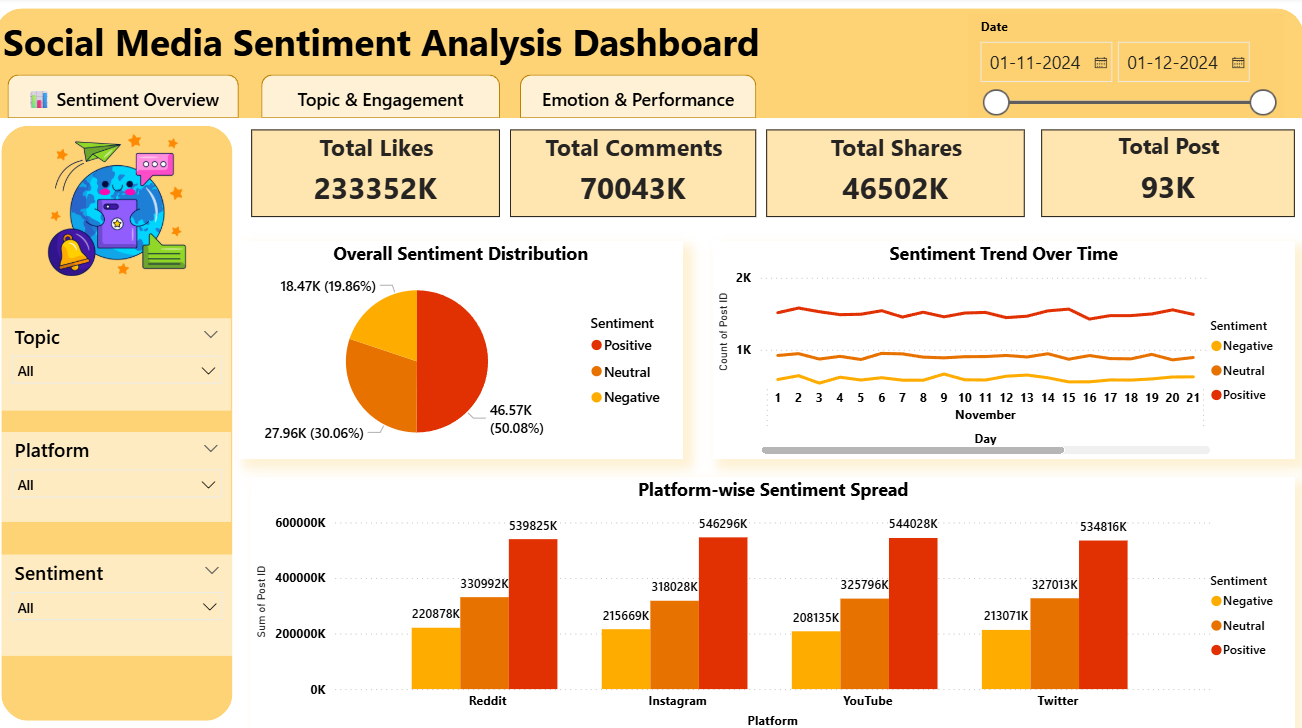 Social Media Sentiment Analysis Dashboard
Date
01-11-2024
01-12-2024
Sentiment Overview
Topic & Engagement
Emotion & Performance
Total Likes
233352K
Total Comments
70043K
Total Shares
46502K
Total Post
93K
Topic
All
Platform
All
Sentiment
All
Overall Sentiment Distribution
18.47K (19.86%)
27.96K (30.06%)
46.57K
(50.08%)
Sentiment
Positive
Neutral
Negative
Sentiment Trend Over Time
Count of Post ID
2K
1K
1 2 3 4 5 6 7 8 9 10 11 12 13 14 15 16 17 18 19 20 21
November
Day
Sentiment
Negative
Neutral
Positive
Platform-wise Sentiment Spread
Sum of Post ID
600000K
400000K
200000K
0K
220878K
330992K
539825K
215669K
318028K
546296K
208135K
325796K
544028K
213071K
327013K
534816K
Reddit
Instagram
YouTube
Twitter
Platform
Sentiment
Negative
Neutral
Positive